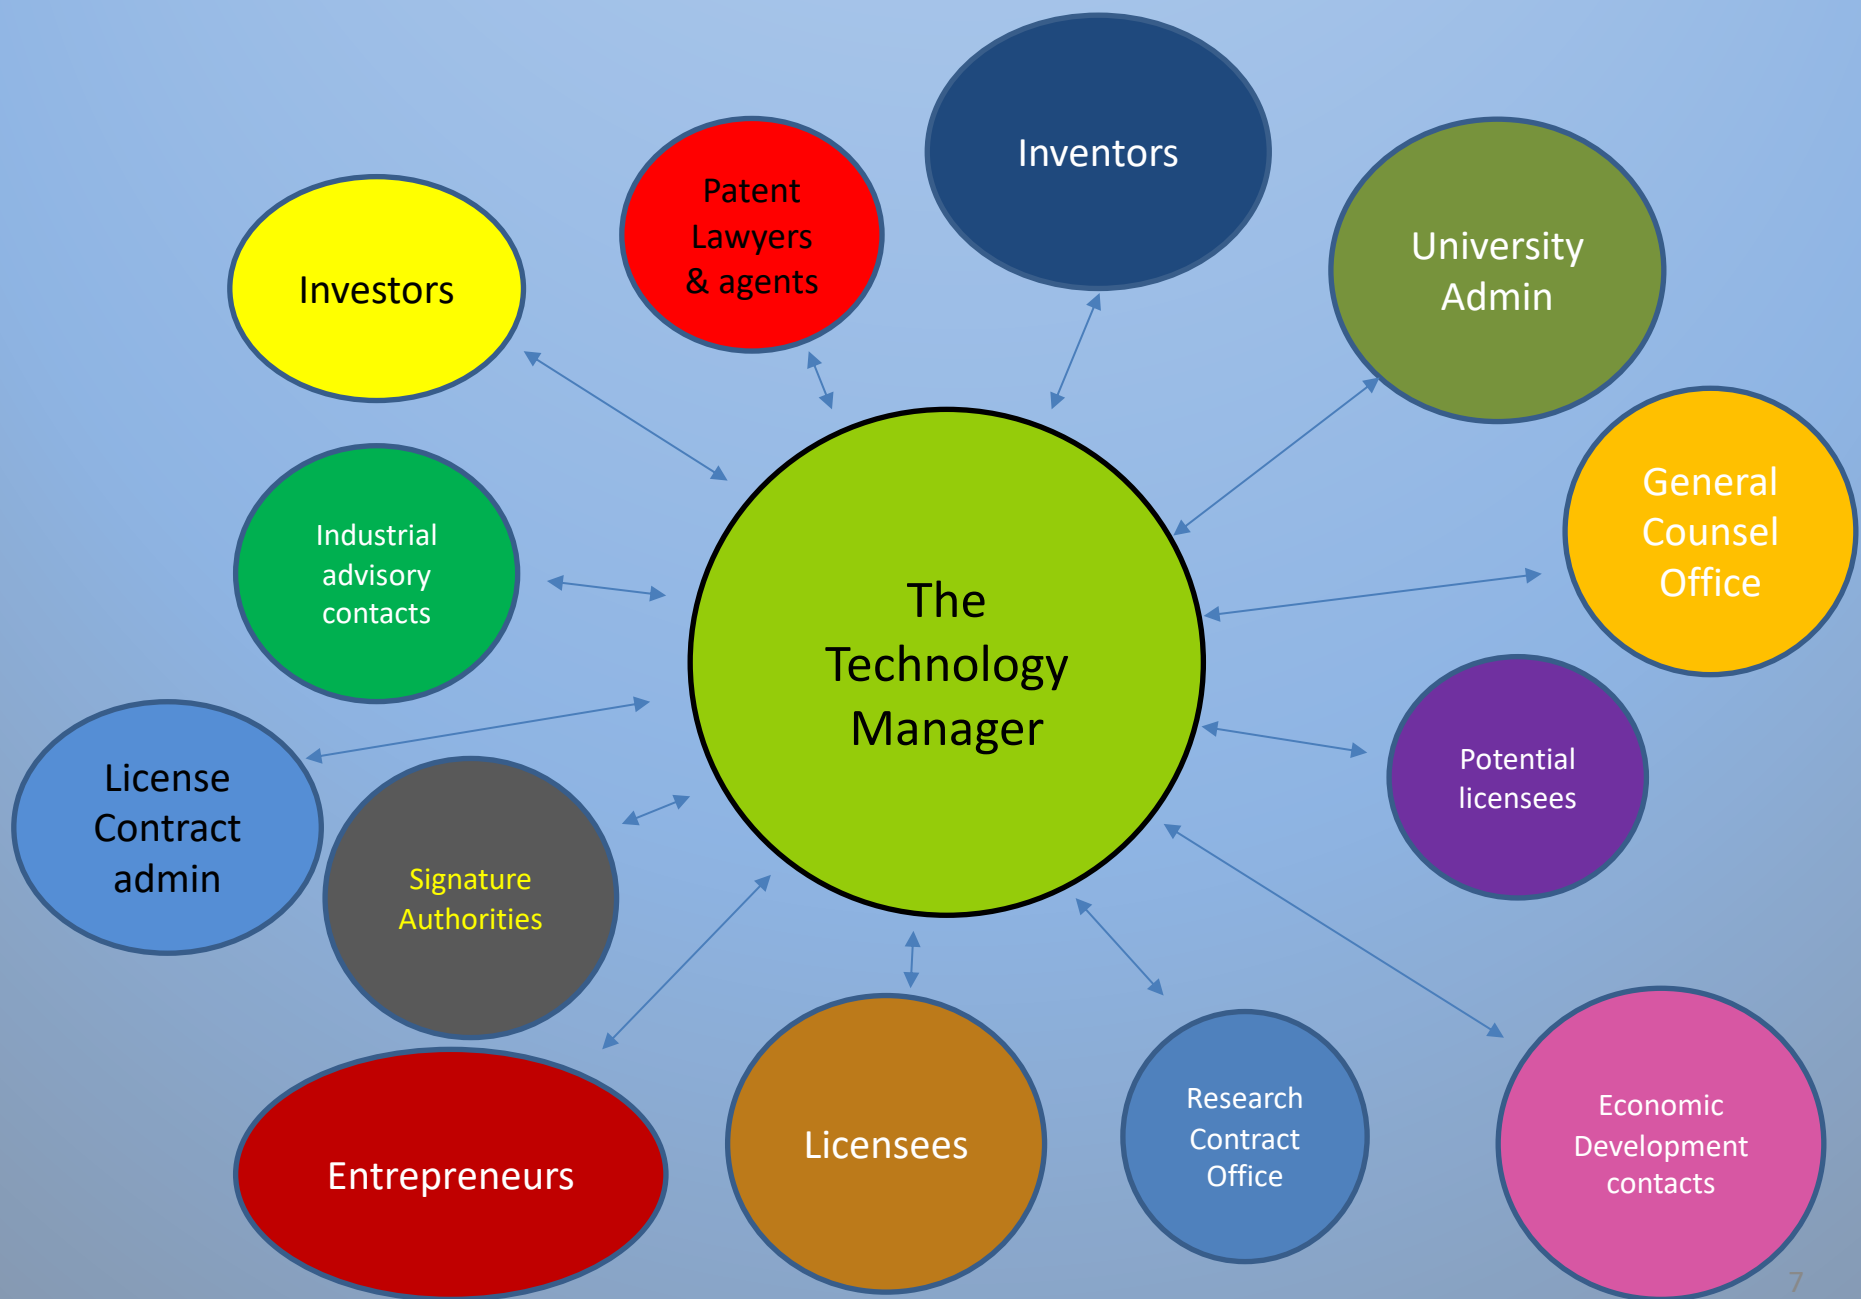 Inventors
Patent
Lawyers
& agents
University
Admin
Investors
General
Counsel
Office
Industrial
advisory
contacts
The
Technology
Manager
Potential
licensees
License
Contract
admin
Signature
Authorities
Entrepreneurs
Licensees
Research
Contract
Office
Economic
Development
contacts
7